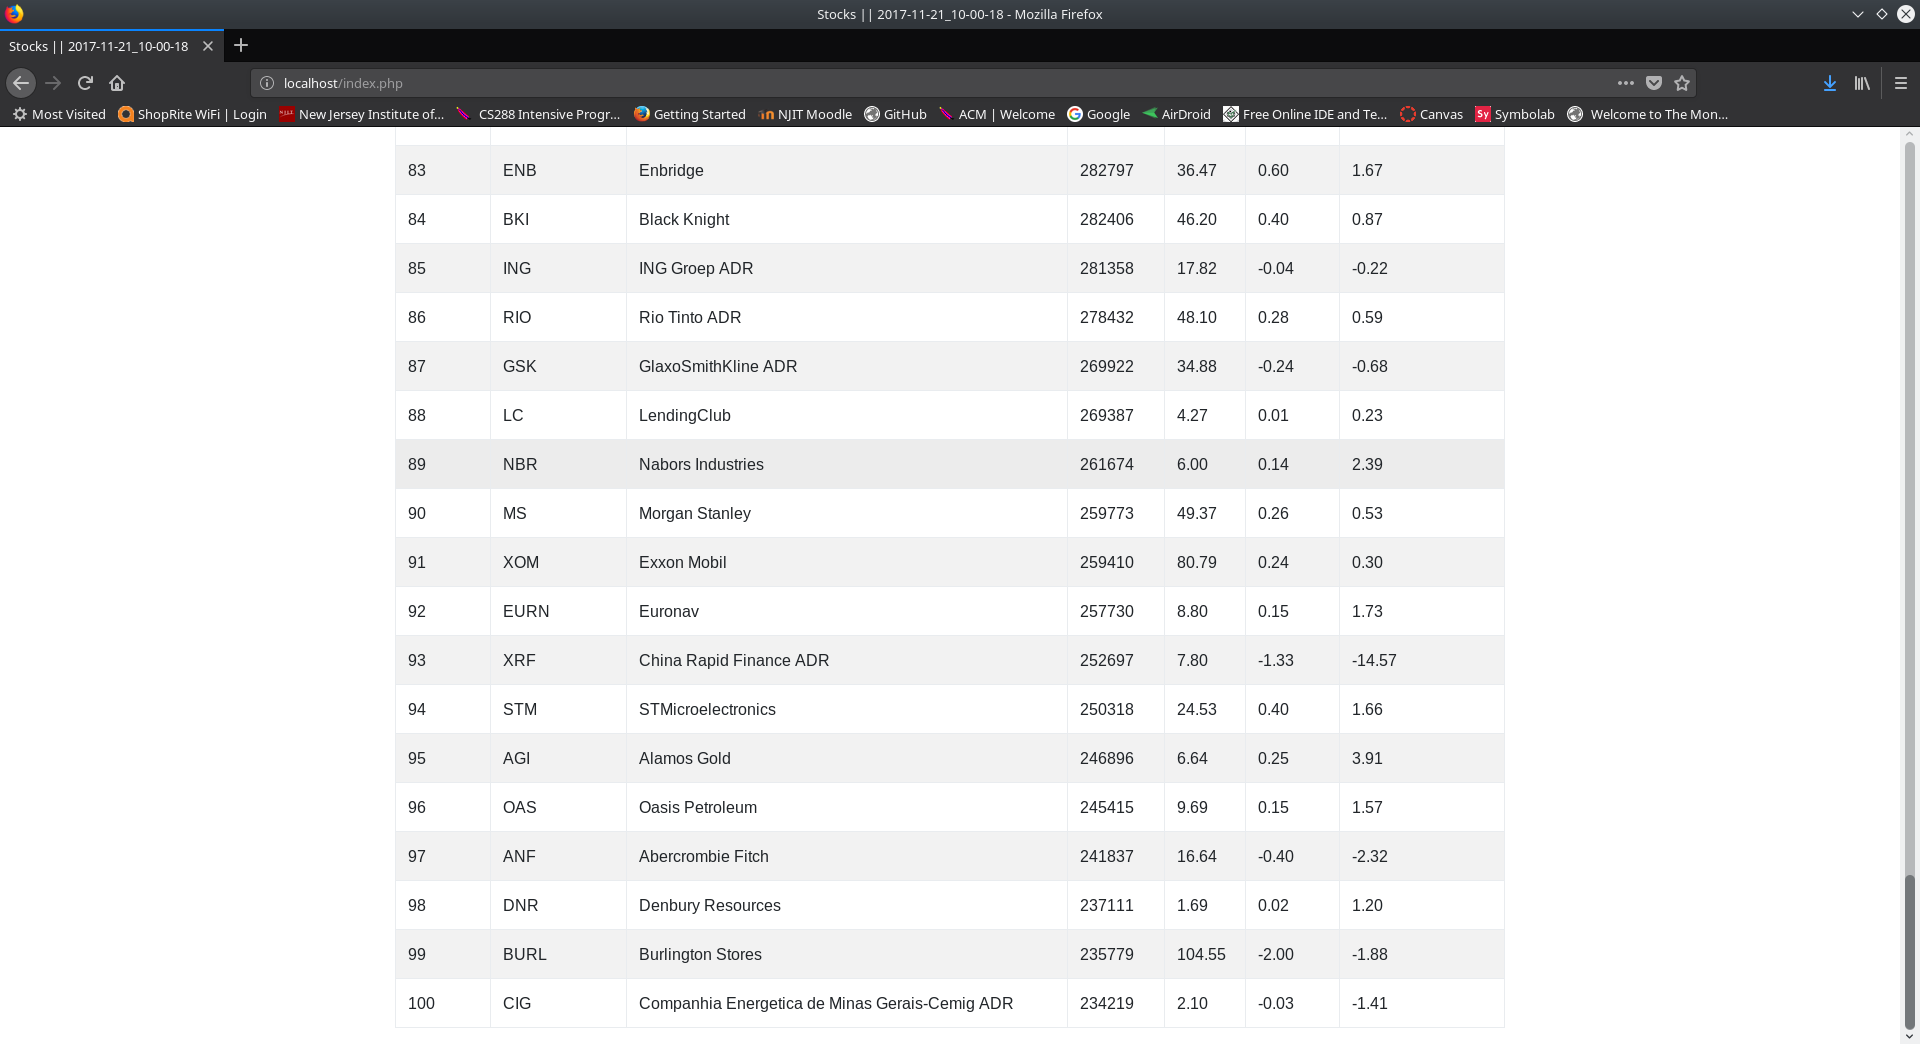 Stocks || 2017-11-21_10-00-18 - Mozilla Firefox
Stocks || 2017-11-21_10-00-18
localhost/index.php
Most Visited ShopRite WiFi | Login New Jersey Institute of... CS288 Intensive Progr... Getting Started NJIT Moodle GitHub ACM | Welcome Google AirDroid Free Online IDE and Te... Canvas Symbolab Welcome to The Mon...
83 ENB Enbridge 282797 36.47 0.60 1.67
84 BKI Black Knight 282406 46.20 0.40 0.87
85 ING ING Groep ADR 281358 17.82 -0.04 -0.22
86 RIO Rio Tinto ADR 278432 48.10 0.28 0.59
87 GSK GlaxoSmithKline ADR 269922 34.88 -0.24 -0.68
88 LC LendingClub 269387 4.27 0.01 0.23
89 NBR Nabors Industries 261674 6.00 0.14 2.39
90 MS Morgan Stanley 259773 49.37 0.26 0.53
91 XOM Exxon Mobil 259410 80.79 0.24 0.30
92 EURN Euronav 257730 8.80 0.15 1.73
93 XRF China Rapid Finance ADR 252697 7.80 -1.33 -14.57
94 STM STMicroelectronics 250318 24.53 0.40 1.66
95 AGI Alamos Gold 246896 6.64 0.25 3.91
96 OAS Oasis Petroleum 245415 9.69 0.15 1.57
97 ANF Abercrombie Fitch 241837 16.64 -0.40 -2.32
98 DNR Denbury Resources 237111 1.69 0.02 1.20
99 BURL Burlington Stores 235779 104.55 -2.00 -1.88
100 CIG Companhia Energetica de Minas Gerais-Cemig ADR 234219 2.10 -0.03 -1.41